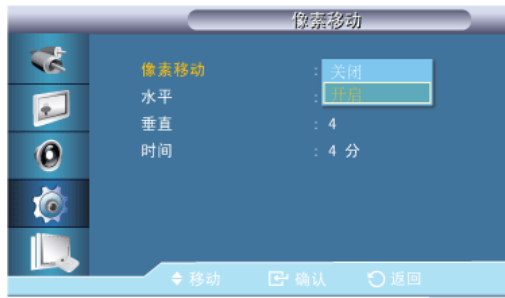 像素移动
像素移动 : 关闭
水平 : 开启
垂直 : 4
时间 : 4 分
移动 确认 返回